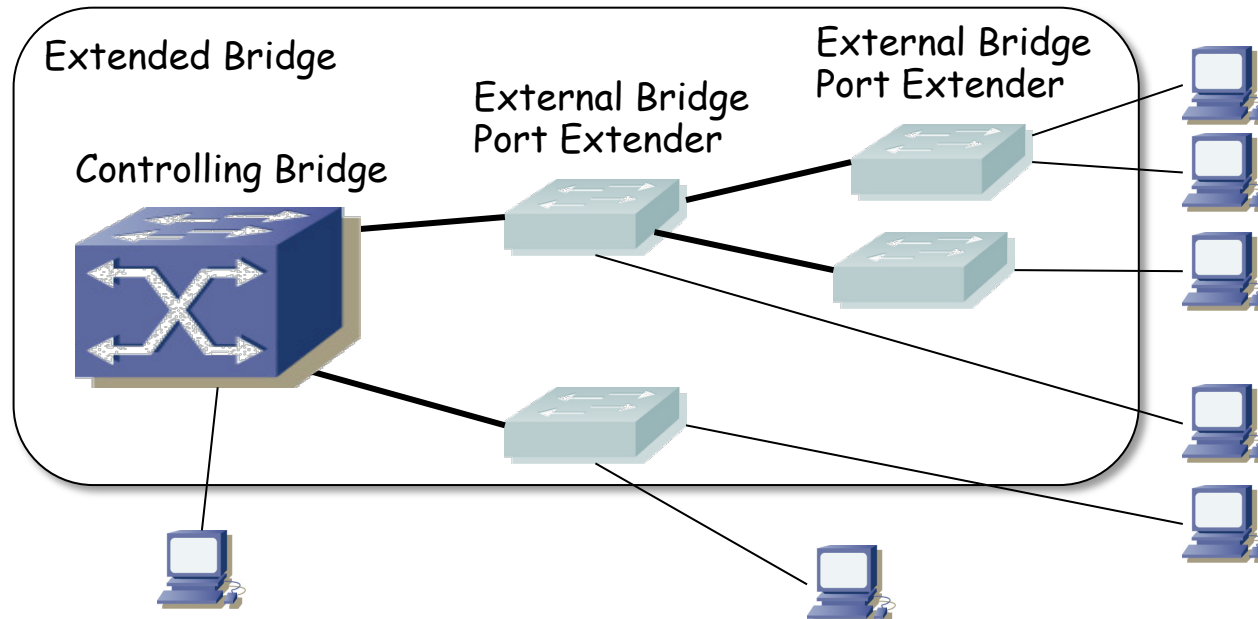 Extended Bridge
External Bridge
Port Extender
External Bridge
Port Extender
Controlling Bridge